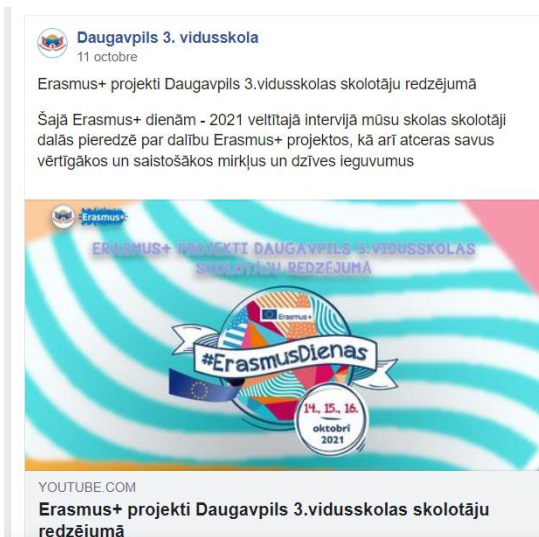 Daugavpils 3. vidusskola
11 octobre
Erasmus+ projekti Daugavpils 3.vidusskolas skolotāju redzējumā
Šajā Erasmus+ dienām - 2021 veltītajā intervijā mūsu skolas skolotāji
dalās pieredzē par dalību Erasmus+ projektos, kā arī atceras savus
vērtīgākos un saistošākos mirkļus un dzīves ieguvumus
Erasmus+
ERASMUS+ PROJEKTI DAUGAVPILS 3.VIDUSSKOLAS
SKOLOTĀJU REDZĒJUMĀ
Erasmus+
#ErasmusDienas
14., 15., 16.
oktobrī
2021
YOUTUBE.COM
Erasmus+ projekti Daugavpils 3.vidusskolas skolotāju
redzējumā